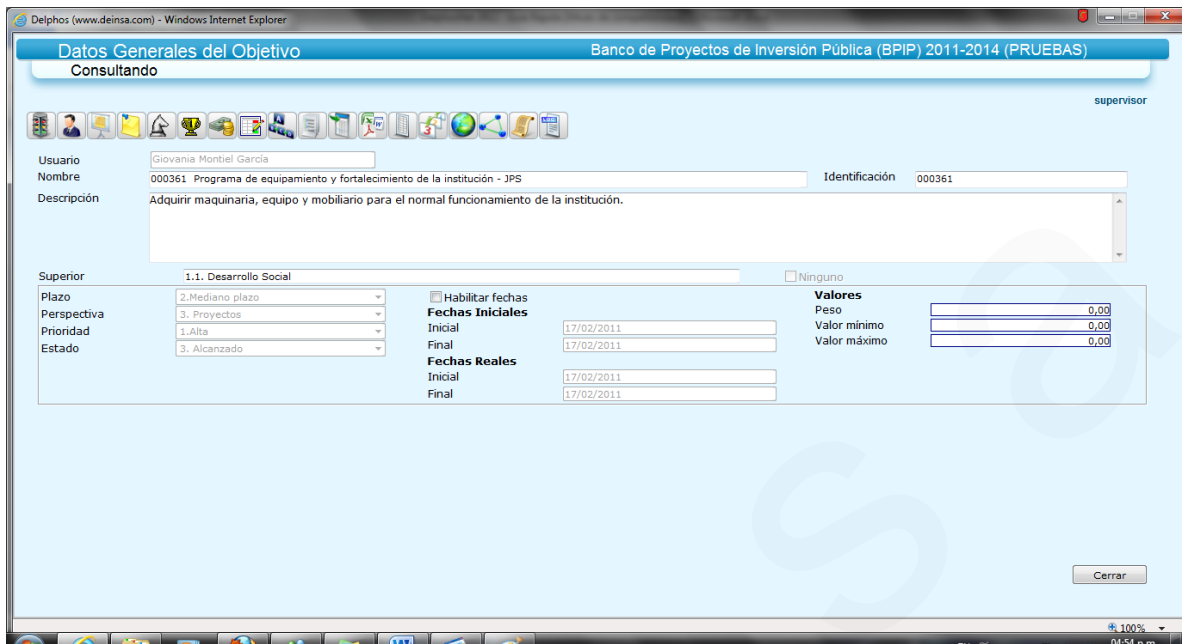 Delphos (www.deinsa.com) - Windows Internet Explorer
Datos Generales del Objetivo Banco de Proyectos de Inversión Pública (BPIP) 2011-2014 (PRUEBAS)
Consultando
supervisor
Usuario Giovania Montiel García
Nombre 000361 Programa de equipamiento y fortalecimiento de la institución - JPS Identificación 000361
Descripción Adquirir maquinaria, equipo y mobiliario para el normal funcionamiento de la institución.
Superior 1.1. Desarrollo Social Ninguno
Plazo 2.Mediano plazo Habilitar fechas Valores
Perspectiva 3. Proyectos Fechas Iniciales Peso 0,00
Prioridad 1.Alta Inicial 17/02/2011 Valor mínimo 0,00
Estado 3. Alcanzado Final 17/02/2011 Valor máximo 0,00
Fechas Reales
Inicial 17/02/2011
Final 17/02/2011
Cerrar
100%
04:54 p.m.